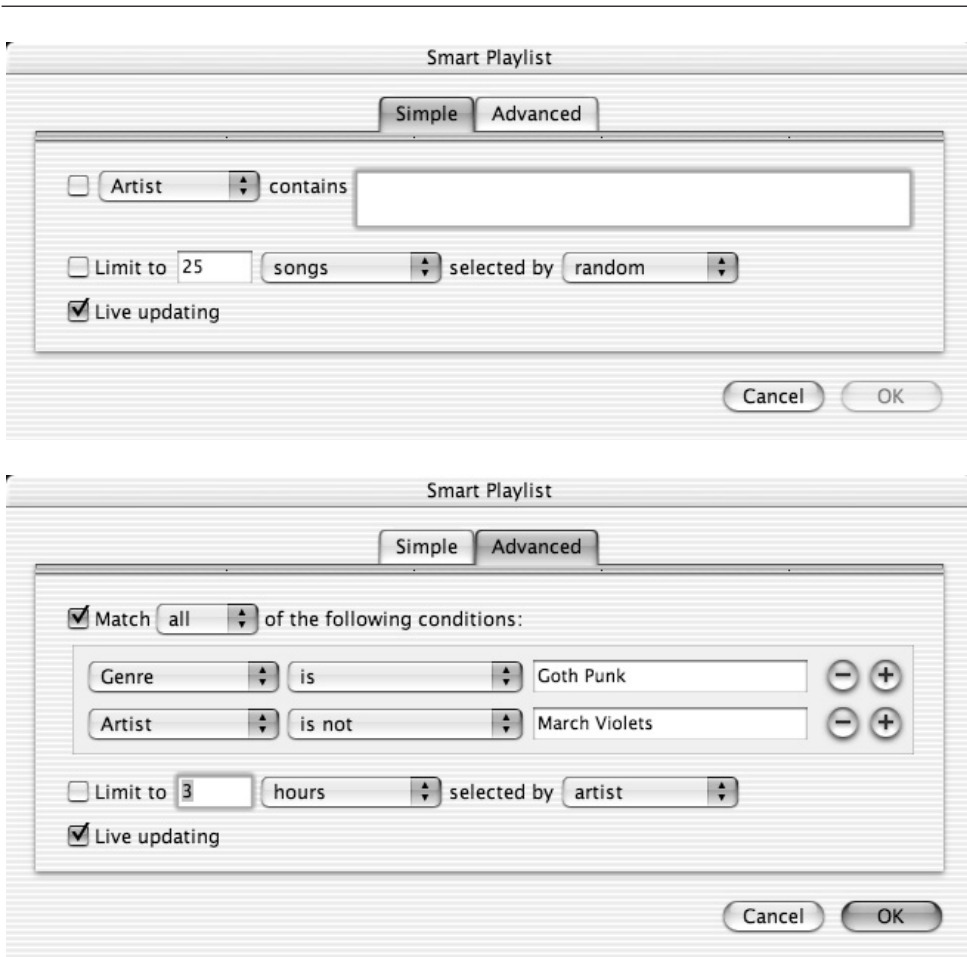 Smart Playlist
Simple Advanced
Artist contains
Limit to 25 songs selected by random
Live updating
Cancel OK
Smart Playlist
Simple Advanced
Match all of the following conditions:
Genre is Goth Punk
Artist is not March Violets
Limit to 3 hours selected by artist
Live updating
Cancel OK